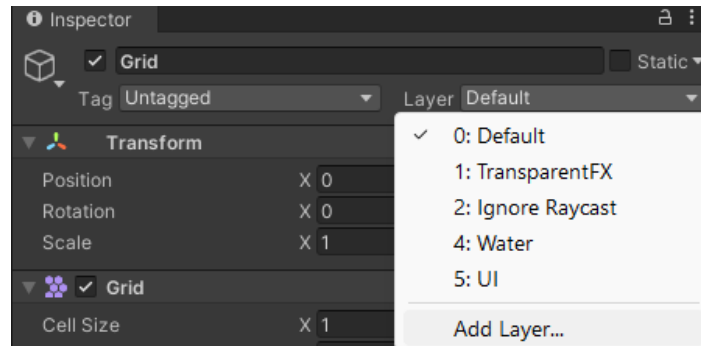 Inspector
Grid Static
Tag Untagged Layer Default
Transform
Position X 0
Rotation X 0
Scale X 1
Grid
Cell Size X 1
0: Default
1: TransparentFX
2: Ignore Raycast
4: Water
5: UI
Add Layer...